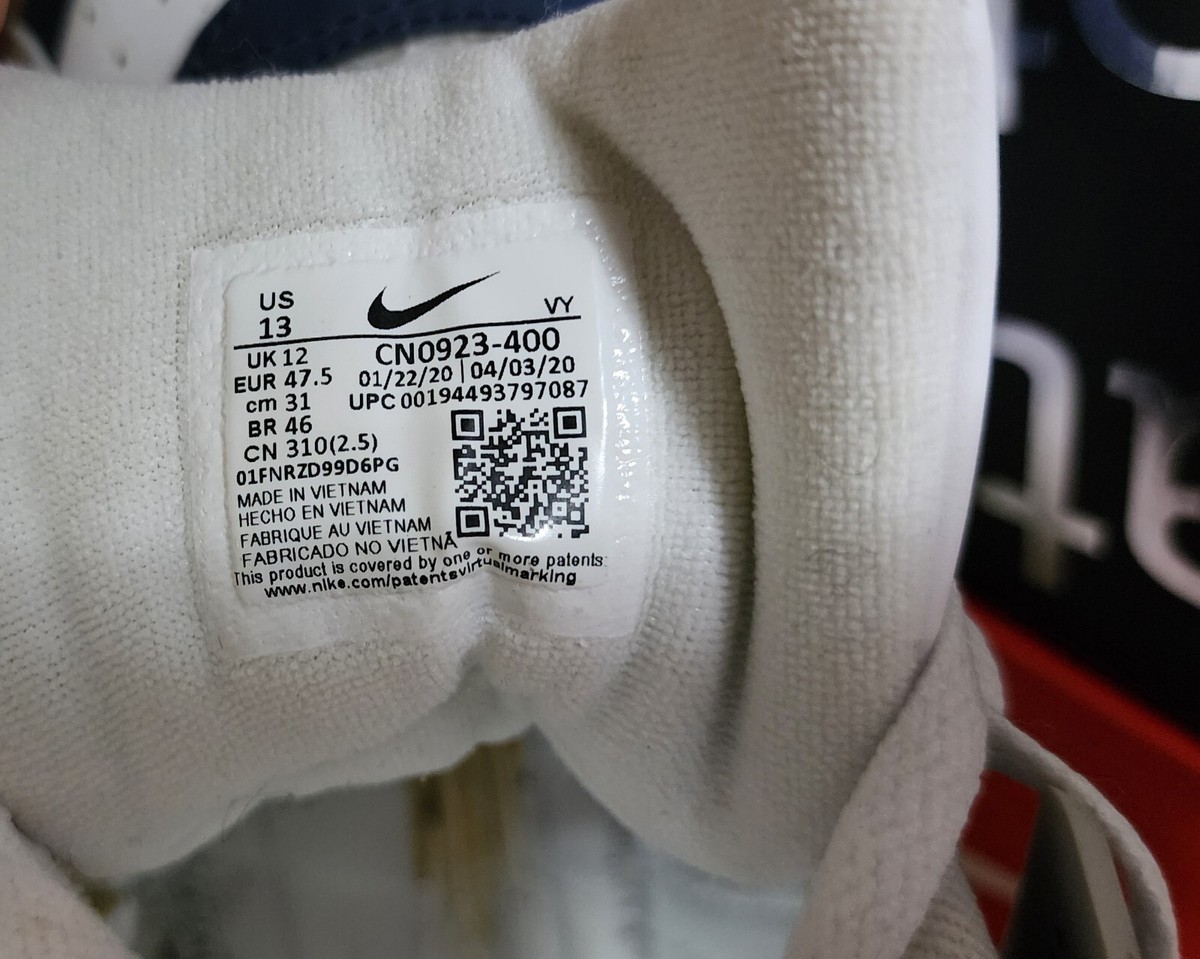 US
13
VY
UK 12
CN0923-400
EUR 47.5
01/22/20 | 04/03/20
cm 31
UPC 00194493797087
BR 46
CN 310(2.5)
01FNRZD99D6PG
MADE IN VIETNAM
HECHO EN VIETNAM
FABRIQUE AU VIETNAM
FABRICADO NO VIETNÃ
This product is covered by one or more patents:
www.nike.com/patentsvirtualmarking